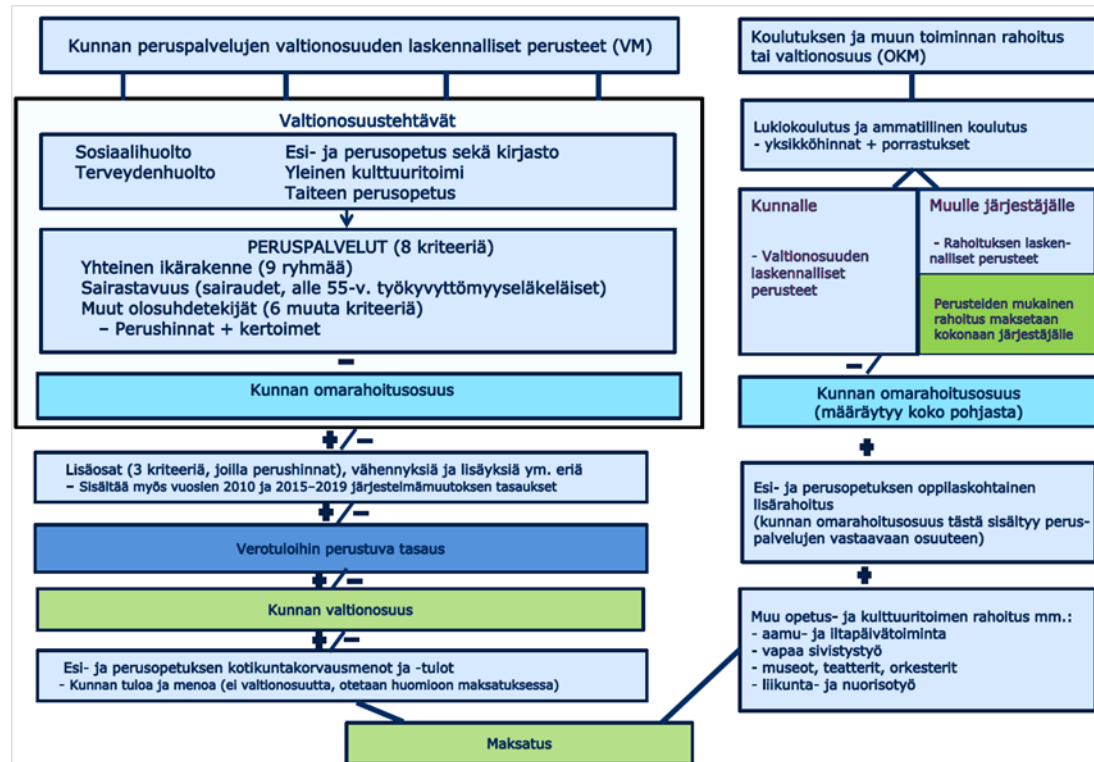 Kunnan peruspalvelujen valtionosuuden laskennalliset perusteet (VM)
Valtionosuustehtävät
Sosiaalihuolto
Terveydenhuolto
Esi- ja perusopetus sekä kirjasto
Yleinen kulttuuritoimi
Taiteen perusopetus
PERUSPALVELUT (8 kriteeriä)
Yhteinen ikärakenne (9 ryhmää)
Sairastavuus (sairaudet, alle 55-v. työkyvyttömyyseläkeläiset)
Muut olosuhdetekijät (6 muuta kriteeriä)
– Perushinnat + kertoimet
–
Kunnan omarahoitusosuus
+/–
Lisäosat (3 kriteeriä, joilla perushinnat), vähennyksiä ja lisäyksiä ym. eriä
– Sisältää myös vuosien 2010 ja 2015–2019 järjestelmämuutoksen tasaukset
+/–
Verotuloihin perustuva tasaus
+/–
Kunnan valtionosuus
+/–
Esi- ja perusopetuksen kotikuntakorvausmenot ja -tulot
- Kunnan tuloa ja menoa (ei valtionosuutta, otetaan huomioon maksatuksessa)
Koulutuksen ja muun toiminnan rahoitus
tai valtionosuus (OKM)
Lukiokoulutus ja ammatillinen koulutus
- yksikköhinnat + porrastukset
Kunnalle
- Valtionosuuden
laskennalliset
perusteet
Muulle järjestäjälle
- Rahoituksen lasken-
nalliset perusteet
Perusteiden mukainen
rahoitus maksetaan
kokonaan järjestäjälle
–/
Kunnan omarahoitusosuus
(määräytyy koko pohjasta)
+
Esi- ja perusopetuksen oppilaskohtainen
lisärahoitus
(kunnan omarahoitusosuus tästä sisältyy perus-
palvelujen vastaavaan osuuteen)
+
Muu opetus- ja kulttuuritoimen rahoitus mm.:
- aamu- ja iltapäivätoiminta
- vapaa sivistystyö
- museot, teatterit, orkesterit
- liikunta- ja nuorisotyö
Maksatus